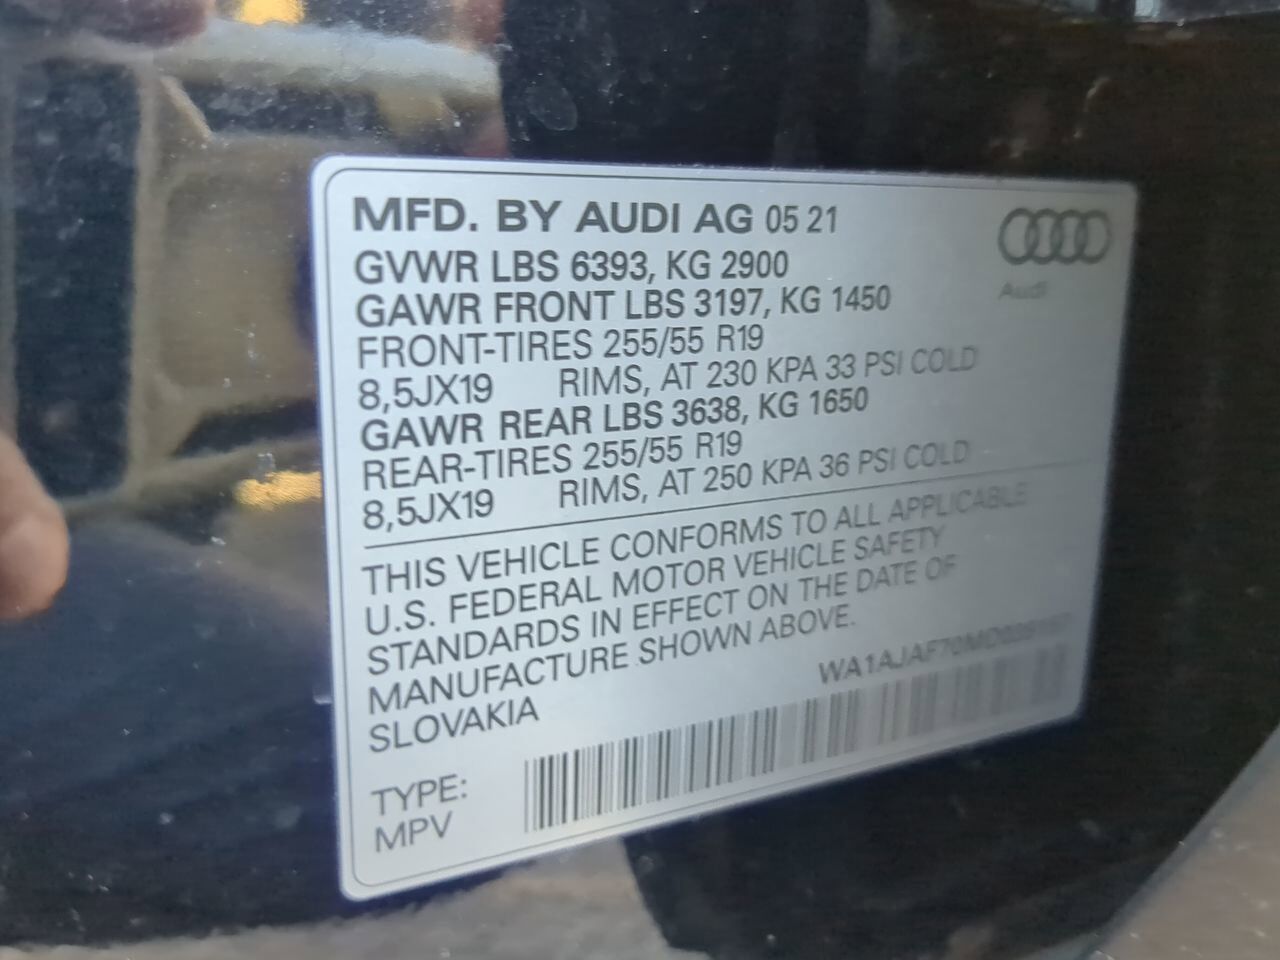 MFD. BY AUDI AG 05 21
GVWR LBS 6393, KG 2900
GAWR FRONT LBS 3197, KG 1450
FRONT-TIRES 255/55 R19
8,5JX19 RIMS, AT 230 KPA 33 PSI COLD
GAWR REAR LBS 3638, KG 1650
REAR-TIRES 255/55 R19
8,5JX19 RIMS, AT 250 KPA 36 PSI COLD
THIS VEHICLE CONFORMS TO ALL APPLICABLE
U.S. FEDERAL MOTOR VEHICLE SAFETY
STANDARDS IN EFFECT ON THE DATE OF
MANUFACTURE SHOWN ABOVE.
SLOVAKIA
TYPE:
MPV
Audi